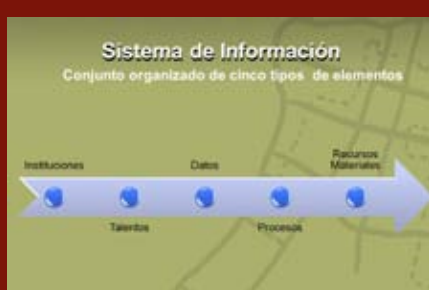 Sistema de Información
Conjunto organizado de cinco tipos de elementos
Instituciones
Datos
Recursos
Materiales
Talentos
Procesos